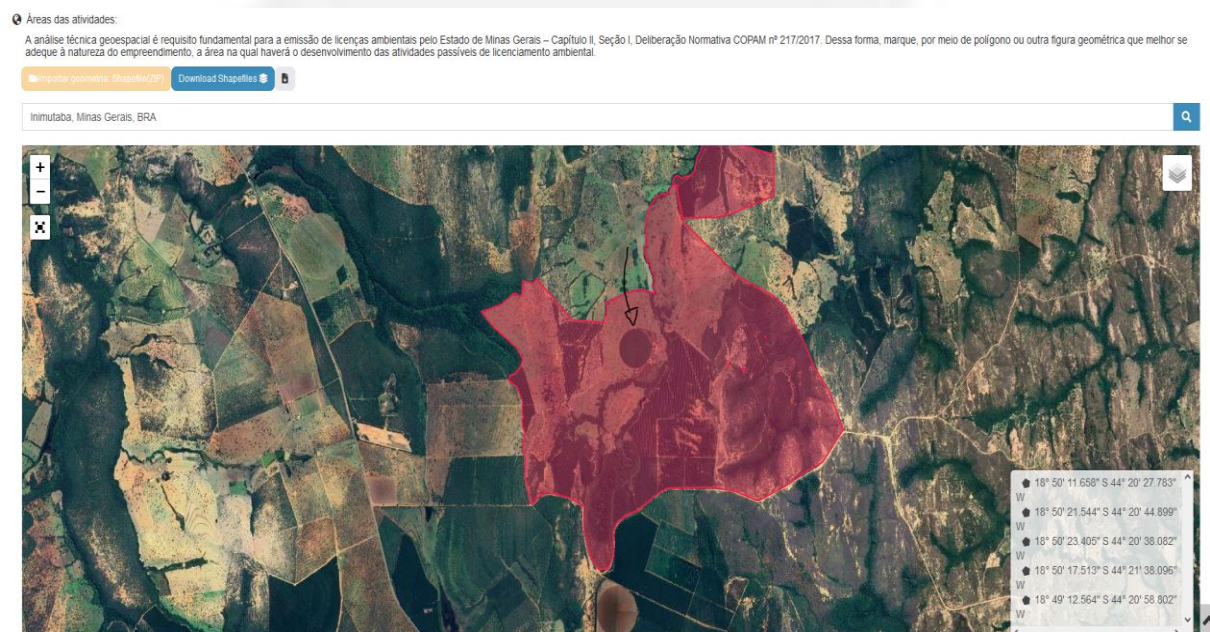 Áreas das atividades:
A análise técnica geoespacial é requisito fundamental para a emissão de licenças ambientais pelo Estado de Minas Gerais – Capítulo II, Seção I, Deliberação Normativa COPAM nº 217/2017. Dessa forma, marque, por meio de polígono ou outra figura geométrica que melhor se
adeque à natureza do empreendimento, a área na qual haverá o desenvolvimento das atividades passíveis de licenciamento ambiental.
Importar geometria: Shapefile(ZIP) Download Shapefiles
Inimutaba, Minas Gerais, BRA
+
−
18° 50' 11.658" S 44° 20' 27.783"
W
18° 50' 21.544" S 44° 20' 44.899"
W
18° 50' 23.405" S 44° 20' 38.082"
W
18° 50' 17.513" S 44° 21' 38.096"
W
18° 49' 12.564" S 44° 20' 58.802"
W